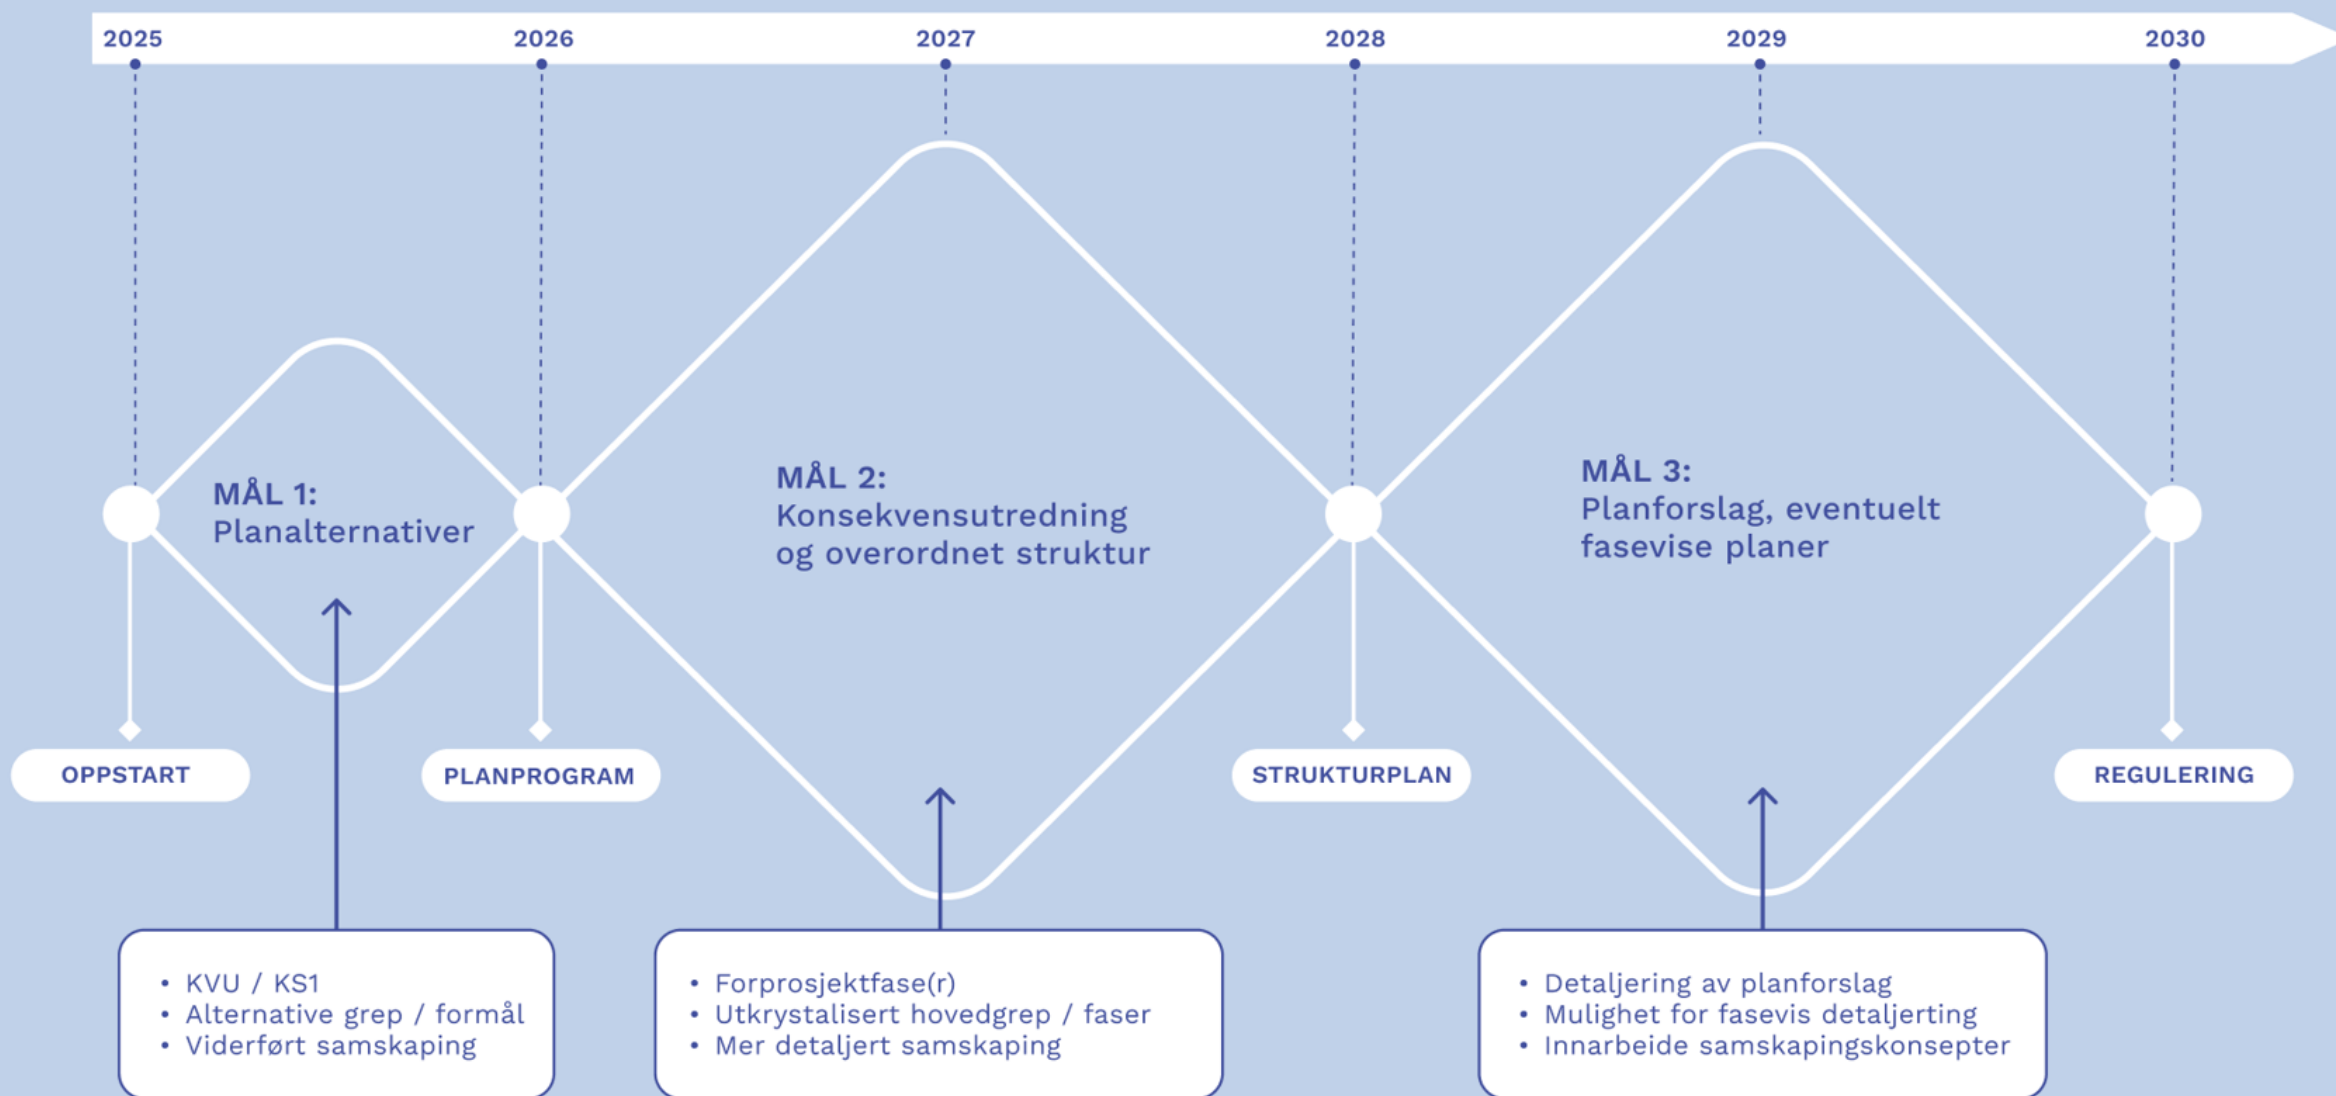 2025
2026
2027
2028
2029
2030
MÅL 1:
Planalternativer
MÅL 2:
Konsekvensutredning
og overordnet struktur
MÅL 3:
Planforslag, eventuelt
fasevise planer
OPPSTART
PLANPROGRAM
STRUKTURPLAN
REGULERING
• KVU / KS1
• Alternative grep / formål
• Viderført samskaping
• Forprosjektfase(r)
• Utkrystalisert hovedgrep / faser
• Mer detaljert samskaping
• Detaljering av planforslag
• Mulighet for fasevis detaljerting
• Innarbeide samskapingskonsepter